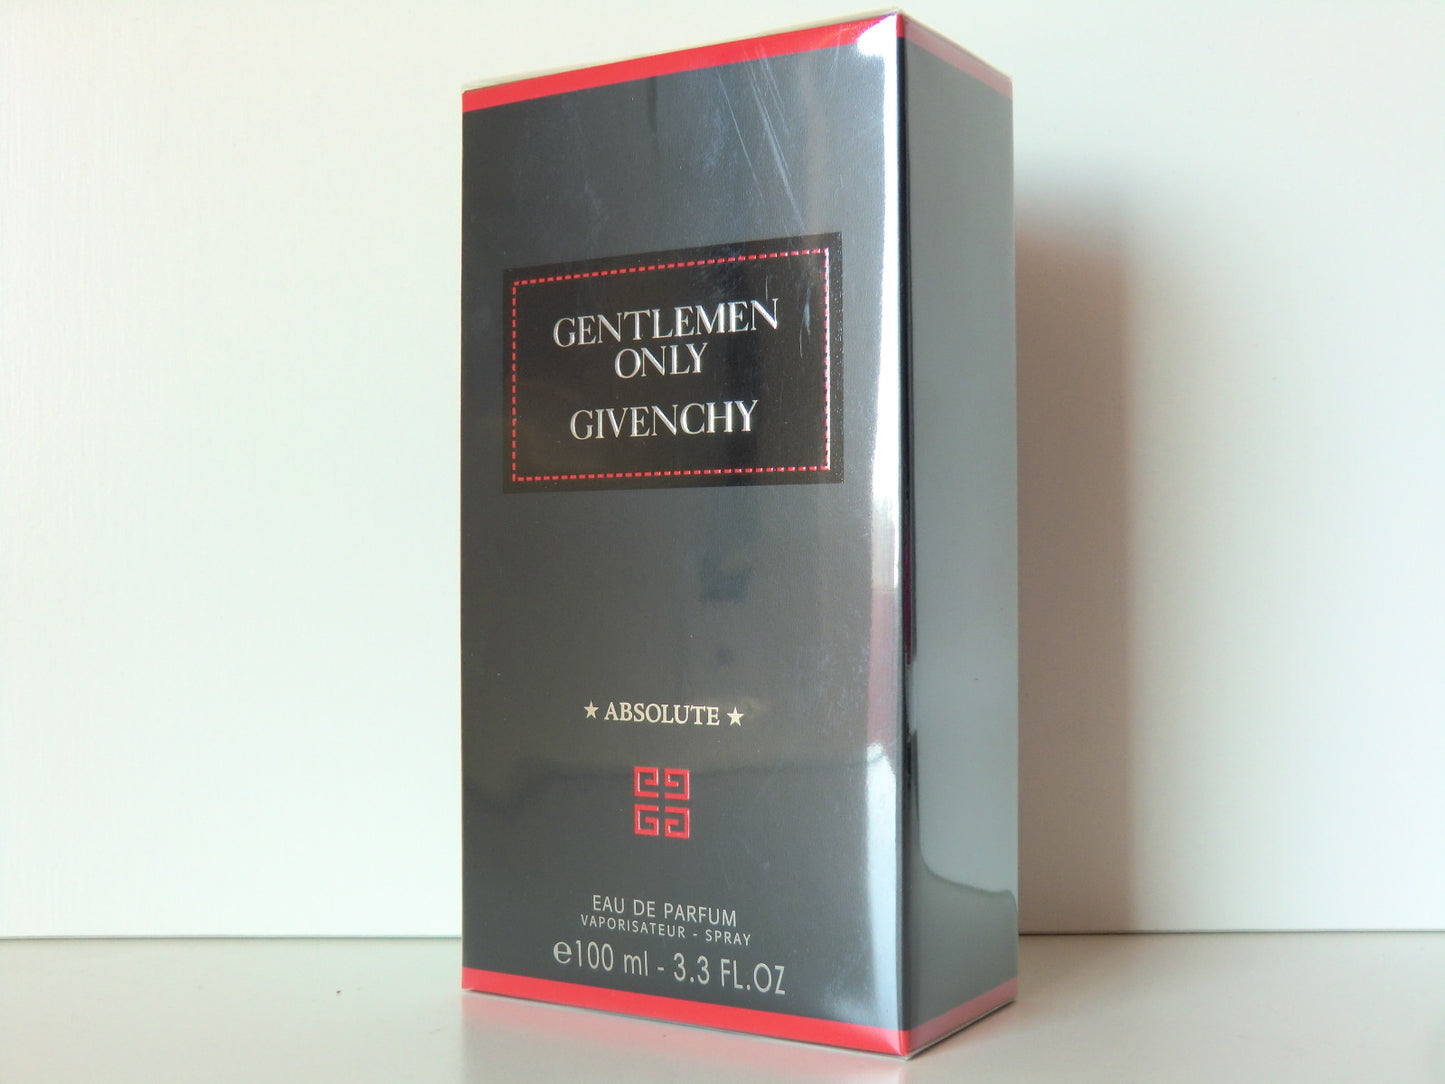 GENTLEMEN
ONLY
GIVENCHY
★ ABSOLUTE ★
EAU DE PARFUM
VAPORISATEUR - SPRAY
℮100 ml - 3.3 FL.OZ